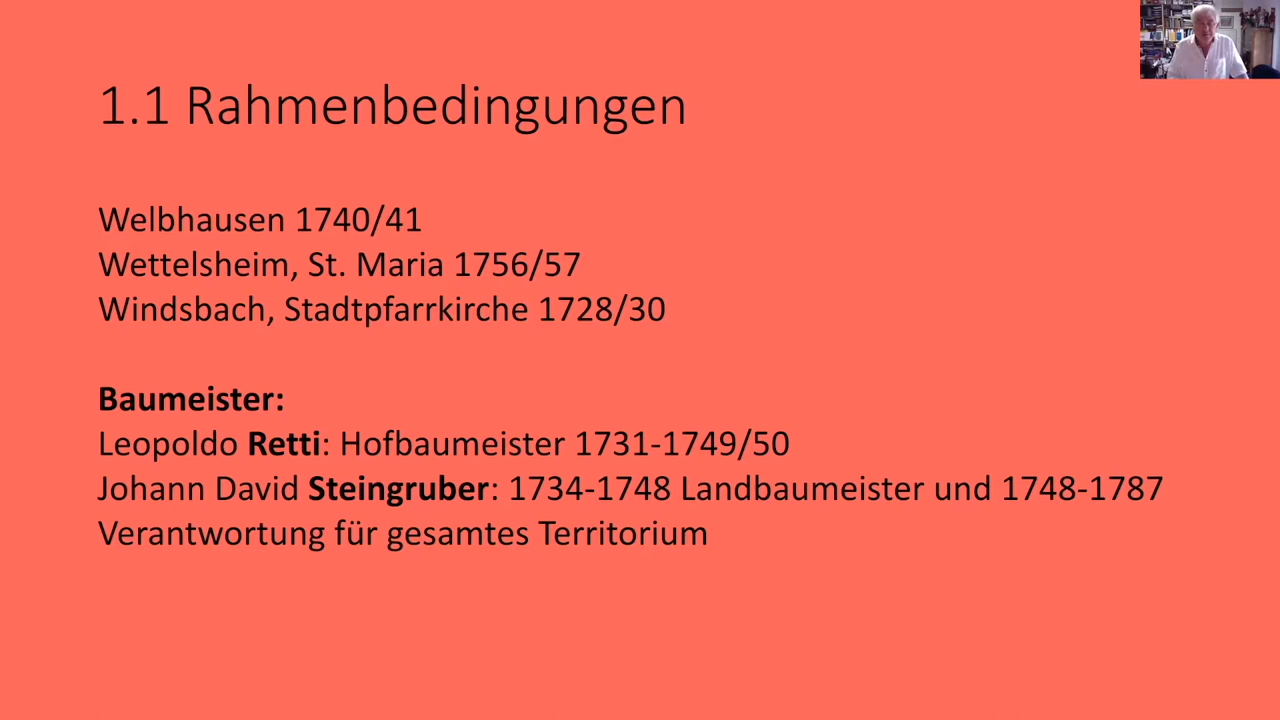 1.1 Rahmenbedingungen
Welbhausen 1740/41
Wettelsheim, St. Maria 1756/57
Windsbach, Stadtpfarrkirche 1728/30
Baumeister:
Leopoldo Retti: Hofbaumeister 1731-1749/50
Johann David Steingruber: 1734-1748 Landbaumeister und 1748-1787
Verantwortung für gesamtes Territorium